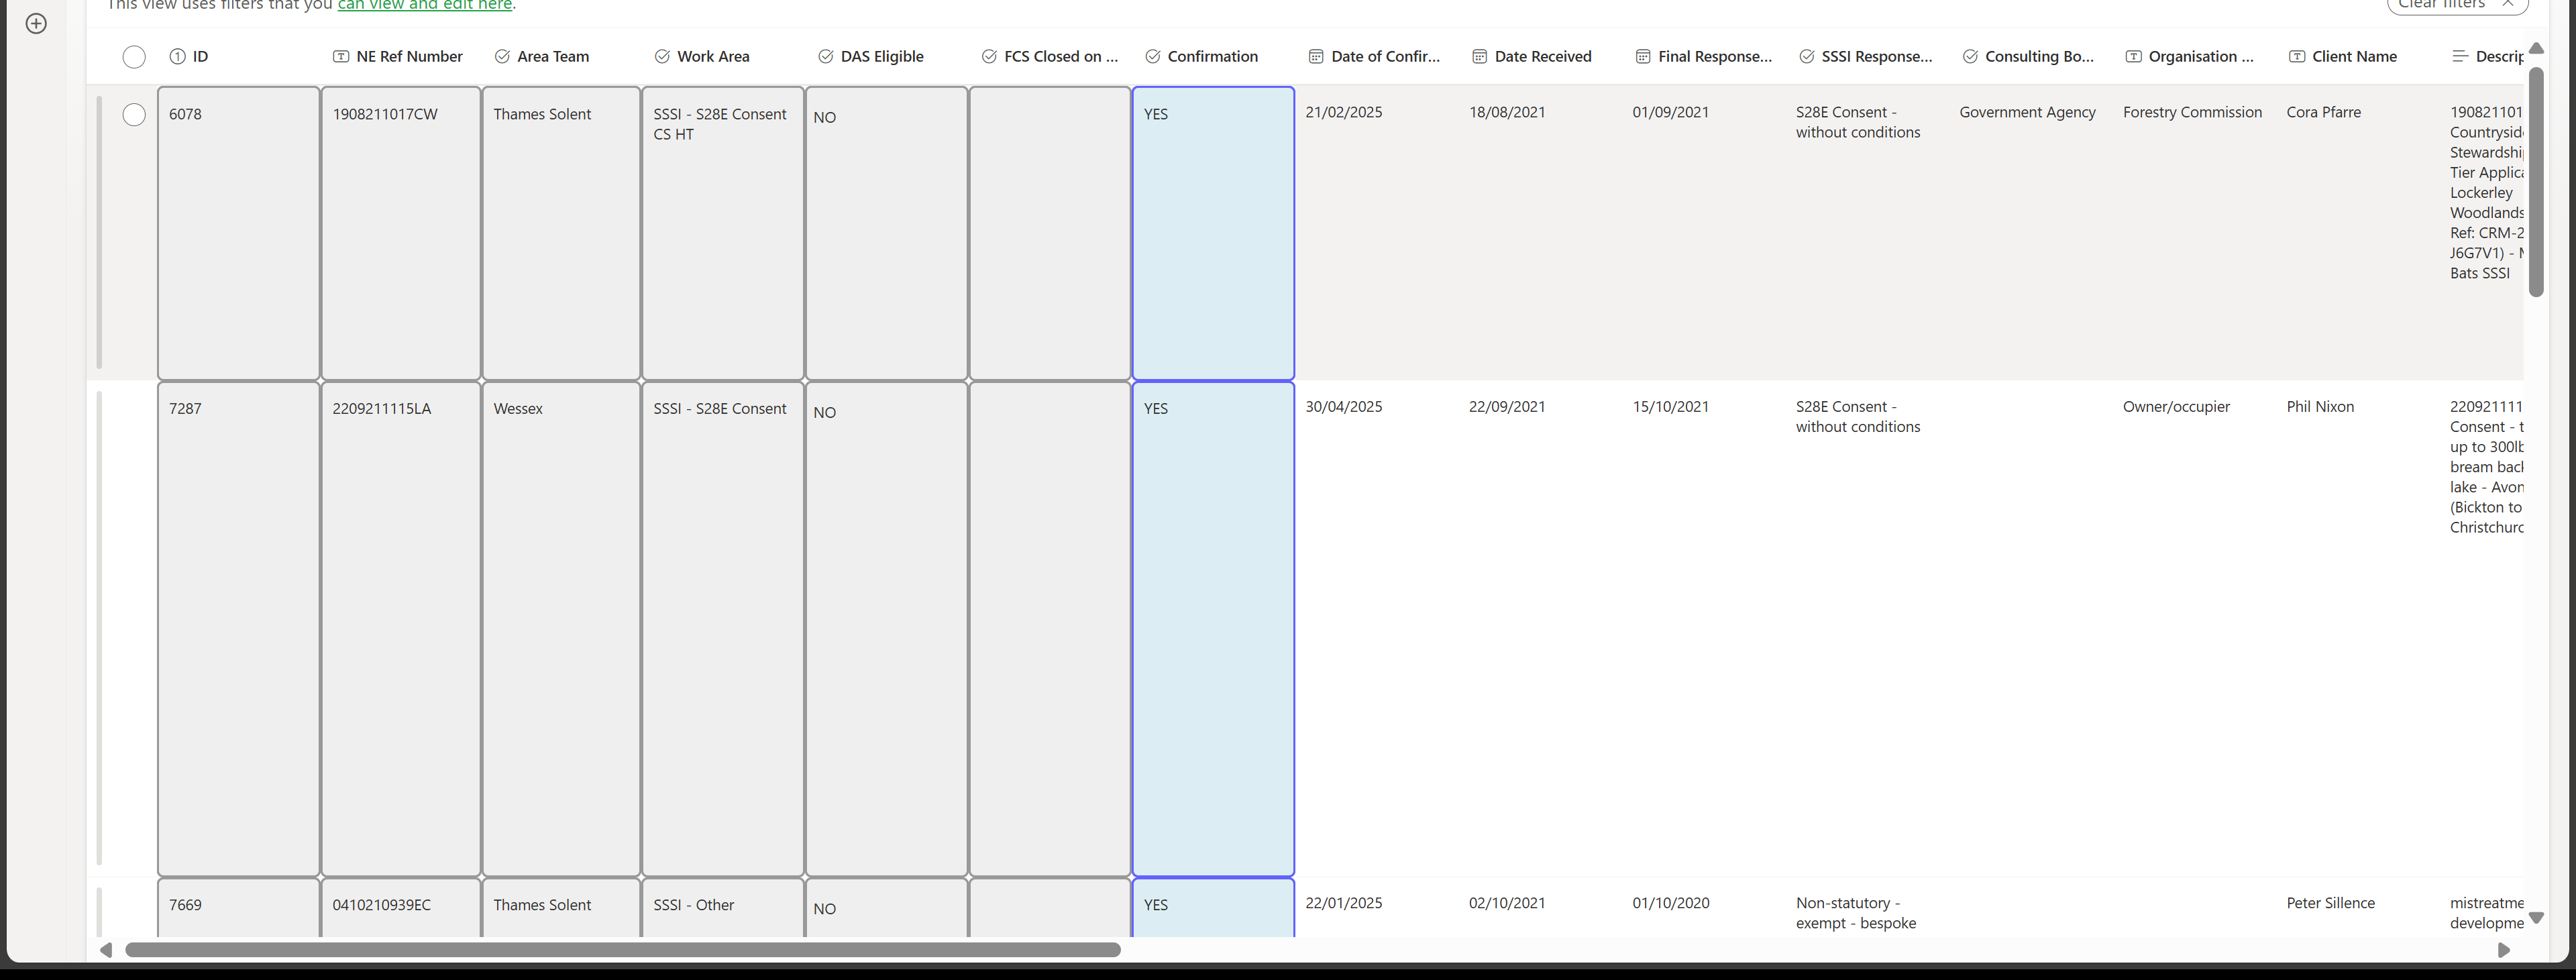 This view uses filters that you can view and edit here.
Clear filters
ID NE Ref Number Area Team Work Area DAS Eligible FCS Closed on ... Confirmation Date of Confir... Date Received Final Response... SSSI Response... Consulting Bo... Organisation ... Client Name Descrip
6078 1908211017CW Thames Solent SSSI - S28E Consent CS HT NO YES 21/02/2025 18/08/2021 01/09/2021 S28E Consent - without conditions Government Agency Forestry Commission Cora Pfarre
190821101
Countryside
Stewardship
Tier Applica
Lockerley
Woodlands
Ref: CRM-2
J6G7V1) - M
Bats SSSI
7287 2209211115LA Wessex SSSI - S28E Consent NO YES 30/04/2025 22/09/2021 15/10/2021 S28E Consent - without conditions Owner/occupier Phil Nixon
220921111
Consent - t
up to 300lb
bream back
lake - Avon
(Bickton to
Christchurc
7669 0410210939EC Thames Solent SSSI - Other NO YES 22/01/2025 02/10/2021 01/10/2020 Non-statutory - exempt - bespoke Peter Sillence
mistreatme
developme